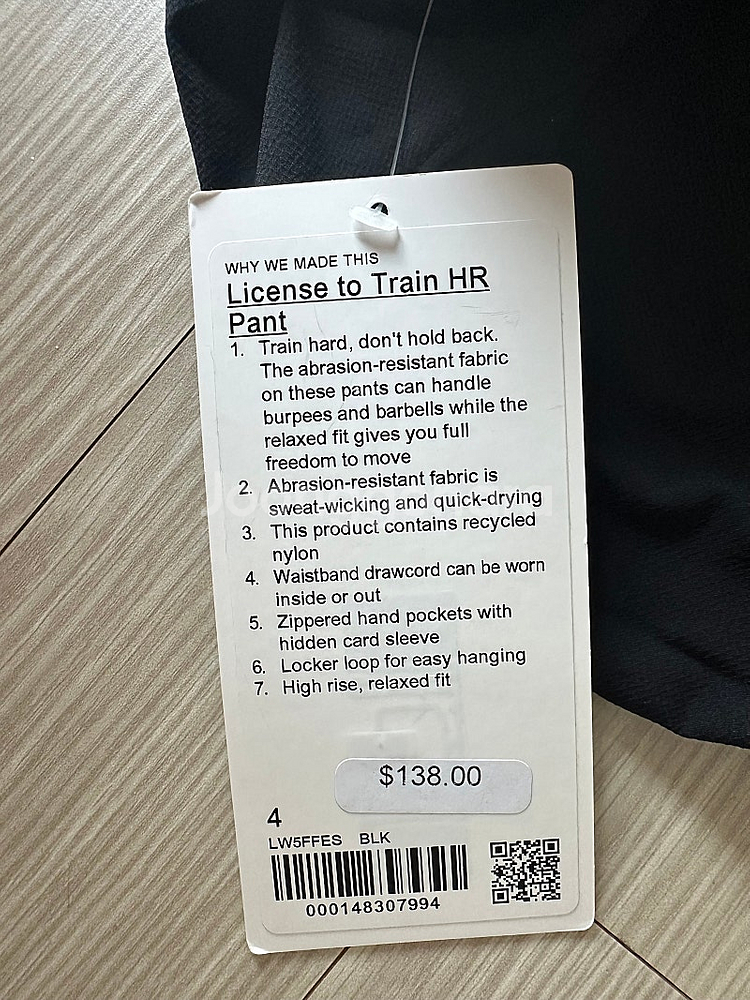 WHY WE MADE THIS
License to Train HR
Pant
1. Train hard, don't hold back.
The abrasion-resistant fabric
on these pants can handle
burpees and barbells while the
relaxed fit gives you full
freedom to move
2. Abrasion-resistant fabric is
sweat-wicking and quick-drying
3. This product contains recycled
nylon
4. Waistband drawcord can be worn
inside or out
5. Zippered hand pockets with
hidden card sleeve
6. Locker loop for easy hanging
7. High rise, relaxed fit
$138.00
4
LW5FFES BLK
000148307994